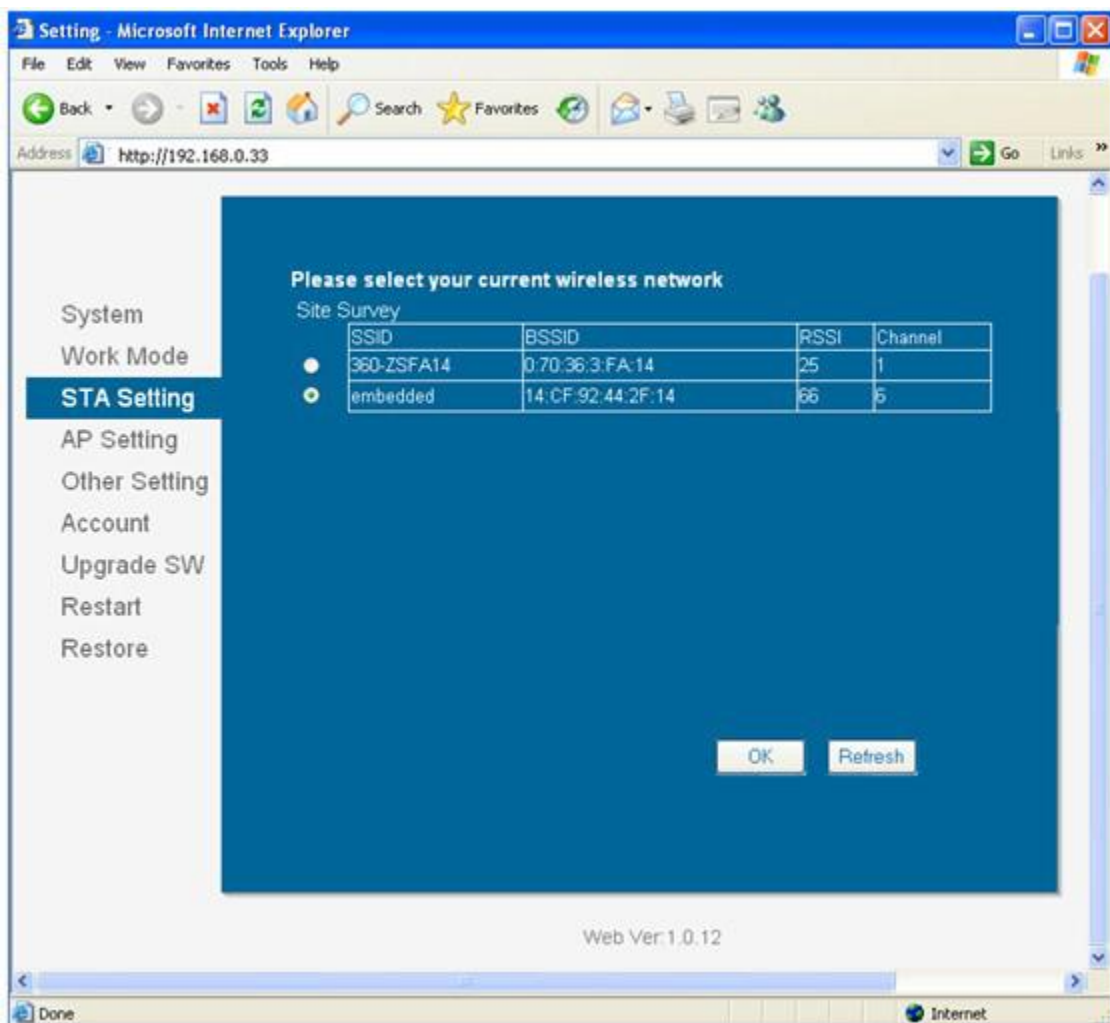 Setting - Microsoft Internet Explorer
File Edit View Favorites Tools Help
Back Search Favorites
Address http://192.168.0.33 Go Links »
Please select your current wireless network
Site Survey
SSID BSSID RSSI Channel
360-ZSFA14 0:70:36:3:FA:14 25 1
embedded 14:CF:92:44:2F:14 66 6
System
Work Mode
STA Setting
AP Setting
Other Setting
Account
Upgrade SW
Restart
Restore
OK Refresh
Web Ver:1.0.12
Done Internet